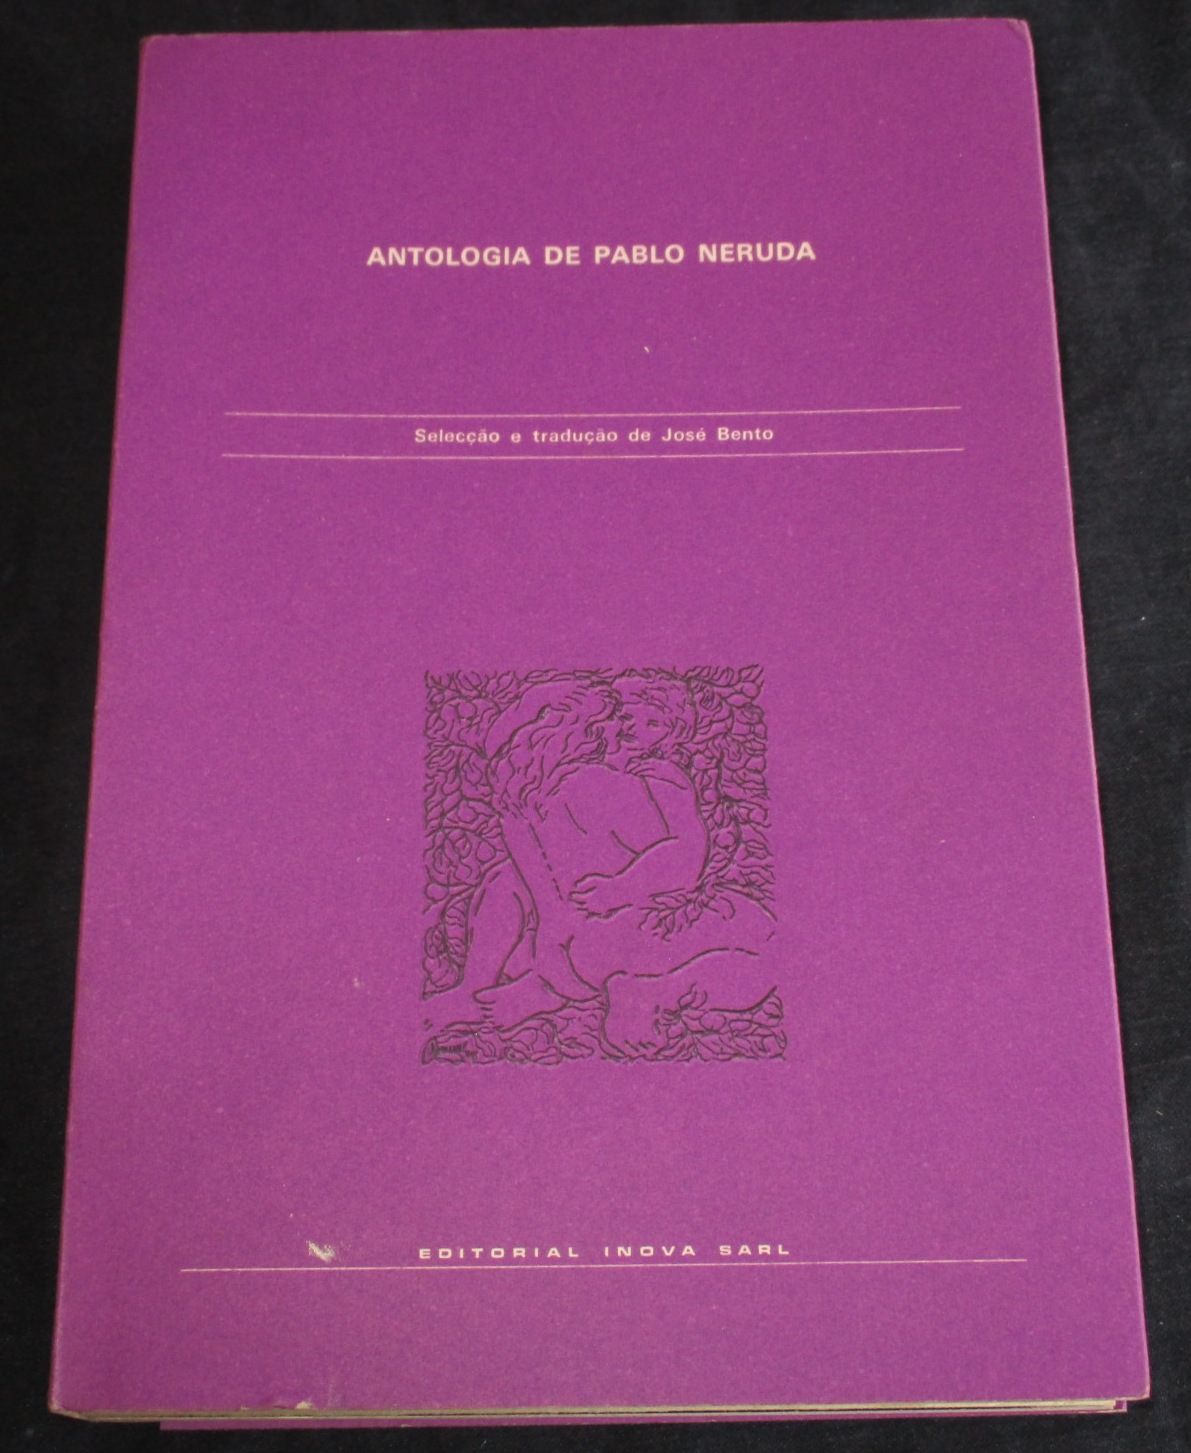 ANTOLOGIA DE PABLO NERUDA
Selecção e tradução de José Bento
EDITORIAL INOVA SARL